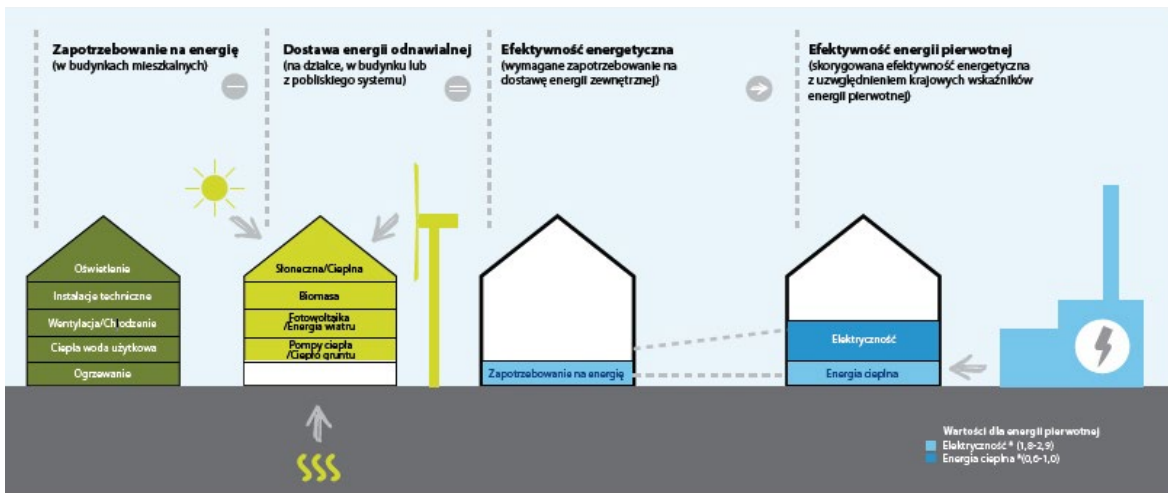 Zapotrzebowanie na energię
(w budynkach mieszkalnych)
Dostawa energii odnawialnej
(na działce, w budynku lub
z pobliskiego systemu)
Efektywność energetyczna
(wymagane zapotrzebowanie na
dostawę energii zewnętrznej)
Efektywność energii pierwotnej
(skorygowana efektywność energetyczna
z uzwględnieniem krajowych wskaźników
energii pierwotnej)
Oświetlenie
Instalacje techniczne
Wentylacja/Chłodzenie
Ciepła woda użytkowa
Ogrzewanie
Słoneczna/Cieplna
Biomasa
Fotowoltaika
/Energia wiatru
Pompy ciepła
/Ciepło gruntu
Zapotrzebowanie na energię
Elektryczność
Energia cieplna
Wartości dla energii pierwotnej
Elektryczność * (1,8-2,9)
Energia cieplna *(0,6-1,0)